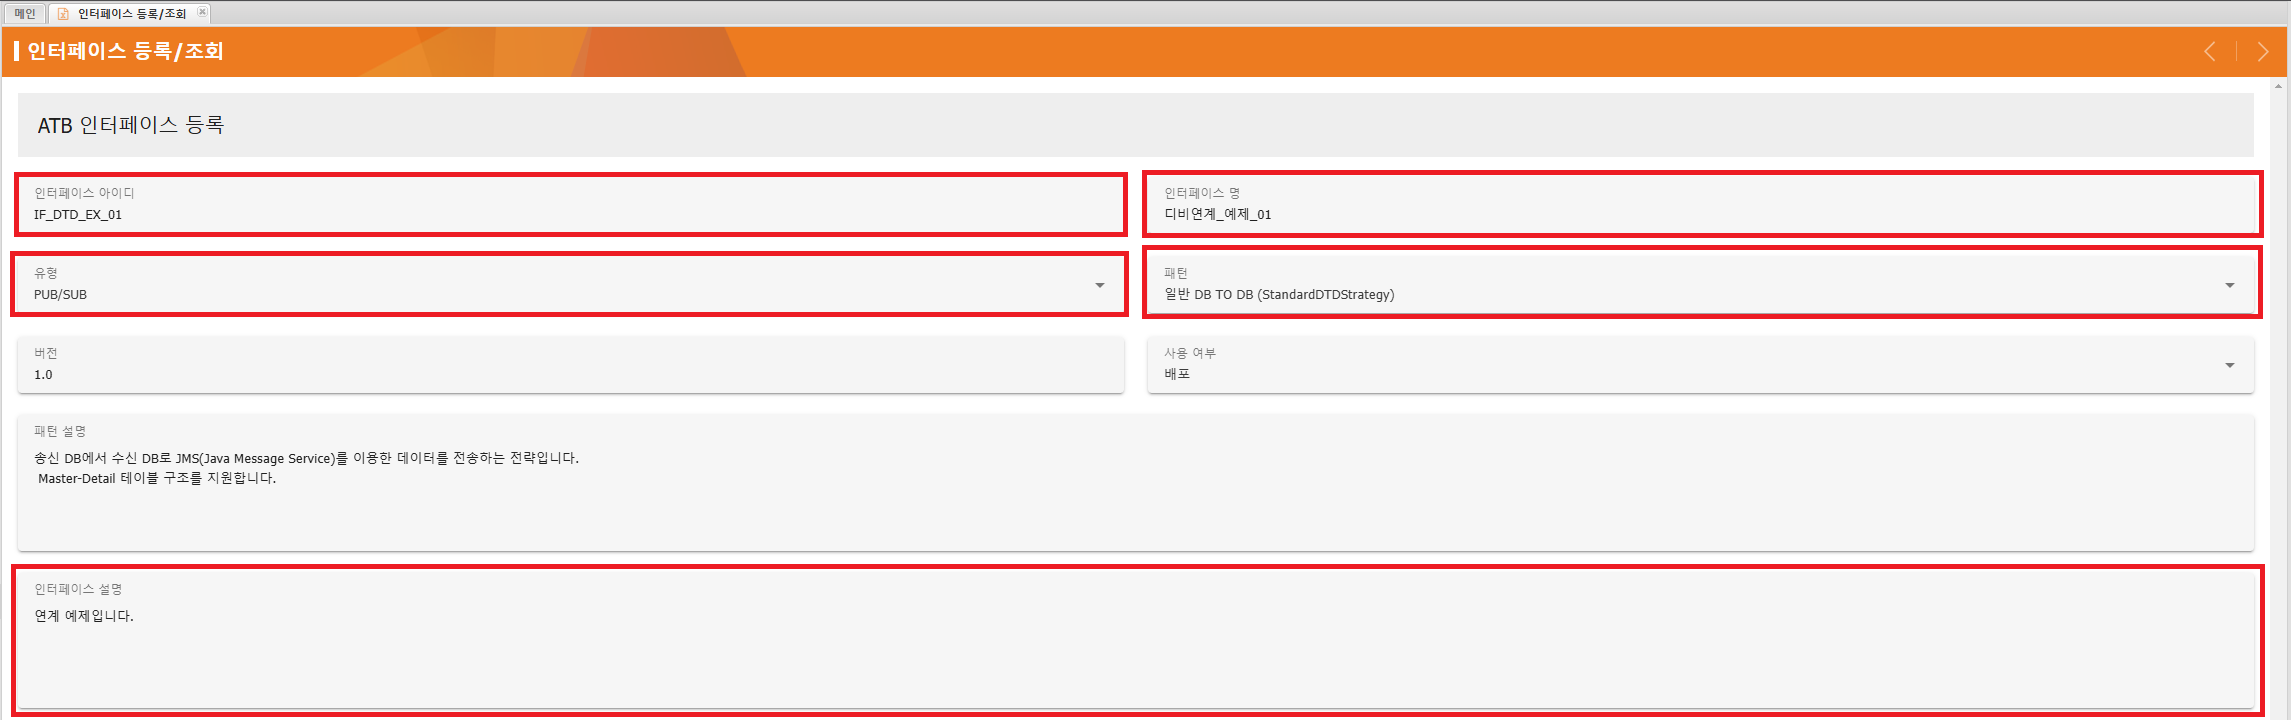 메인
인터페이스 등록/조회
인터페이스 등록/조회
ATB 인터페이스 등록
인터페이스 아이디
IF_DTD_EX_01
인터페이스 명
디비연계_예제_01
유형
PUB/SUB
패턴
일반 DB TO DB (StandardDTDStrategy)
버전
1.0
사용 여부
배포
패턴 설명
송신 DB에서 수신 DB로 JMS(Java Message Service)를 이용한 데이터를 전송하는 전략입니다.
Master-Detail 테이블 구조를 지원합니다.
인터페이스 설명
연계 예제입니다.